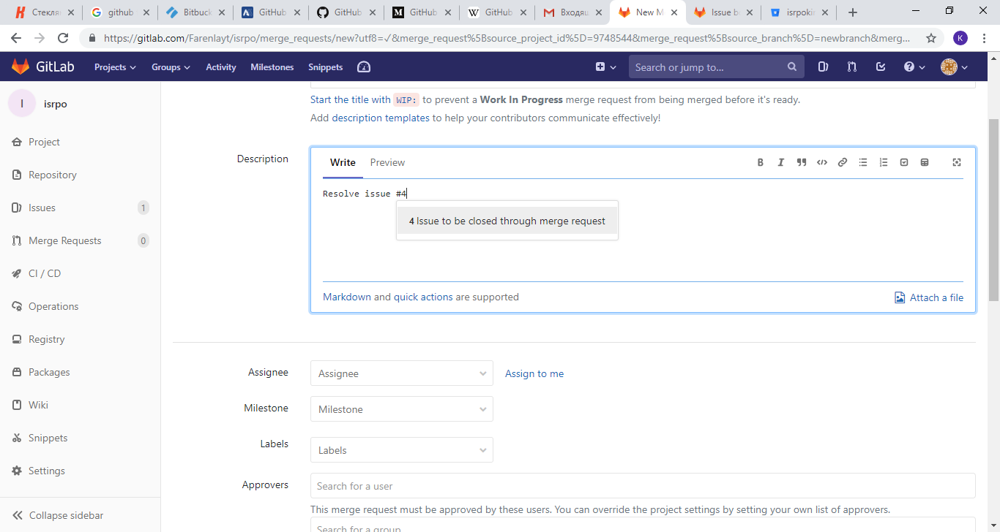 Стекля
github
Bitbuck
GitHub
GitHub
GitHub
GitHub
Входящ
New M
Issue b
isrpokir
https://gitlab.com/Farenlayt/isrpo/merge_requests/new?utf8=✓&merge_request%5Bsource_project_id%5D=9748544&merge_request%5Bsource_branch%5D=newbranch&merg...
K
GitLab Projects Groups Activity Milestones Snippets Search or jump to...
I isrpo
Project
Repository
Issues 1
Merge Requests 0
CI / CD
Operations
Registry
Packages
Wiki
Snippets
Settings
Collapse sidebar
Start the title with WIP: to prevent a Work In Progress merge request from being merged before it's ready.
Add description templates to help your contributors communicate effectively!
Description
Write Preview
Resolve issue #4
4 Issue to be closed through merge request
Markdown and quick actions are supported
Attach a file
Assignee Assignee Assign to me
Milestone Milestone
Labels Labels
Approvers Search for a user
This merge request must be approved by these users. You can override the project settings by setting your own list of approvers.
Search for a group